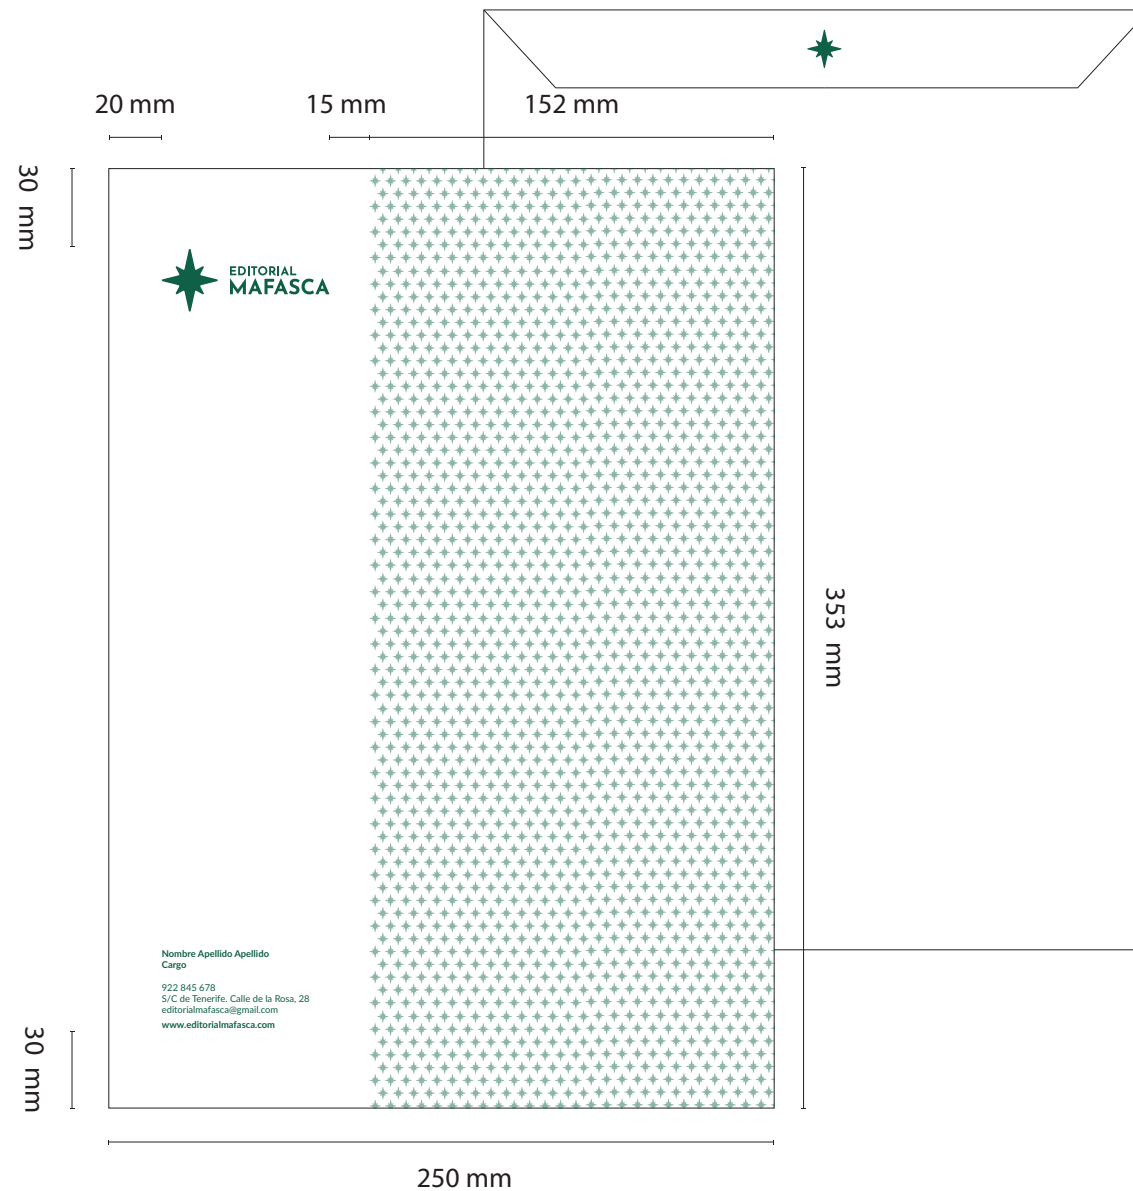 20 mm
15 mm
152 mm
30 mm
EDITORIAL
MAFASCA
353 mm
Nombre Apellido Apellido
Cargo
922 845 678
S/C de Tenerife. Calle de la Rosa, 28
editorialmafasca@gmail.com
www.editorialmafasca.com
30 mm
250 mm